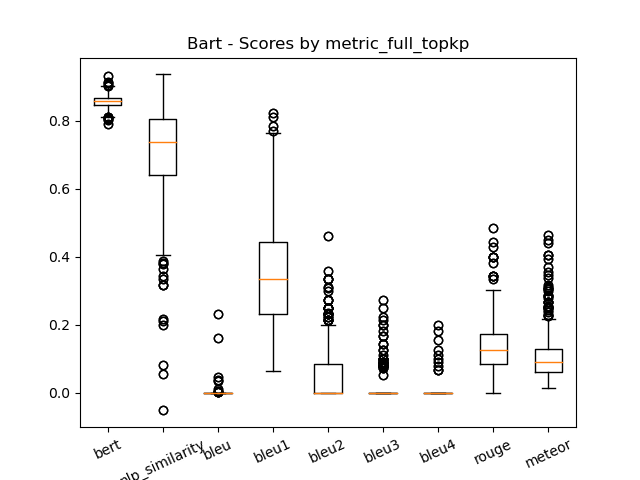 Bart - Scores by metric_full_topkp
0.8
0.6
0.4
0.2
0.0
bert
nlp_similarity
bleu
bleu1
bleu2
bleu3
bleu4
rouge
meteor